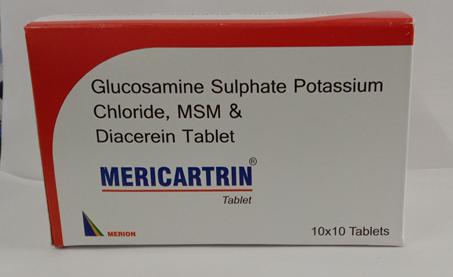 Glucosamine Sulphate Potassium
Chloride, MSM &
Diacerein Tablet
MERICARTRIN®
Tablet
MERION
10x10 Tablets